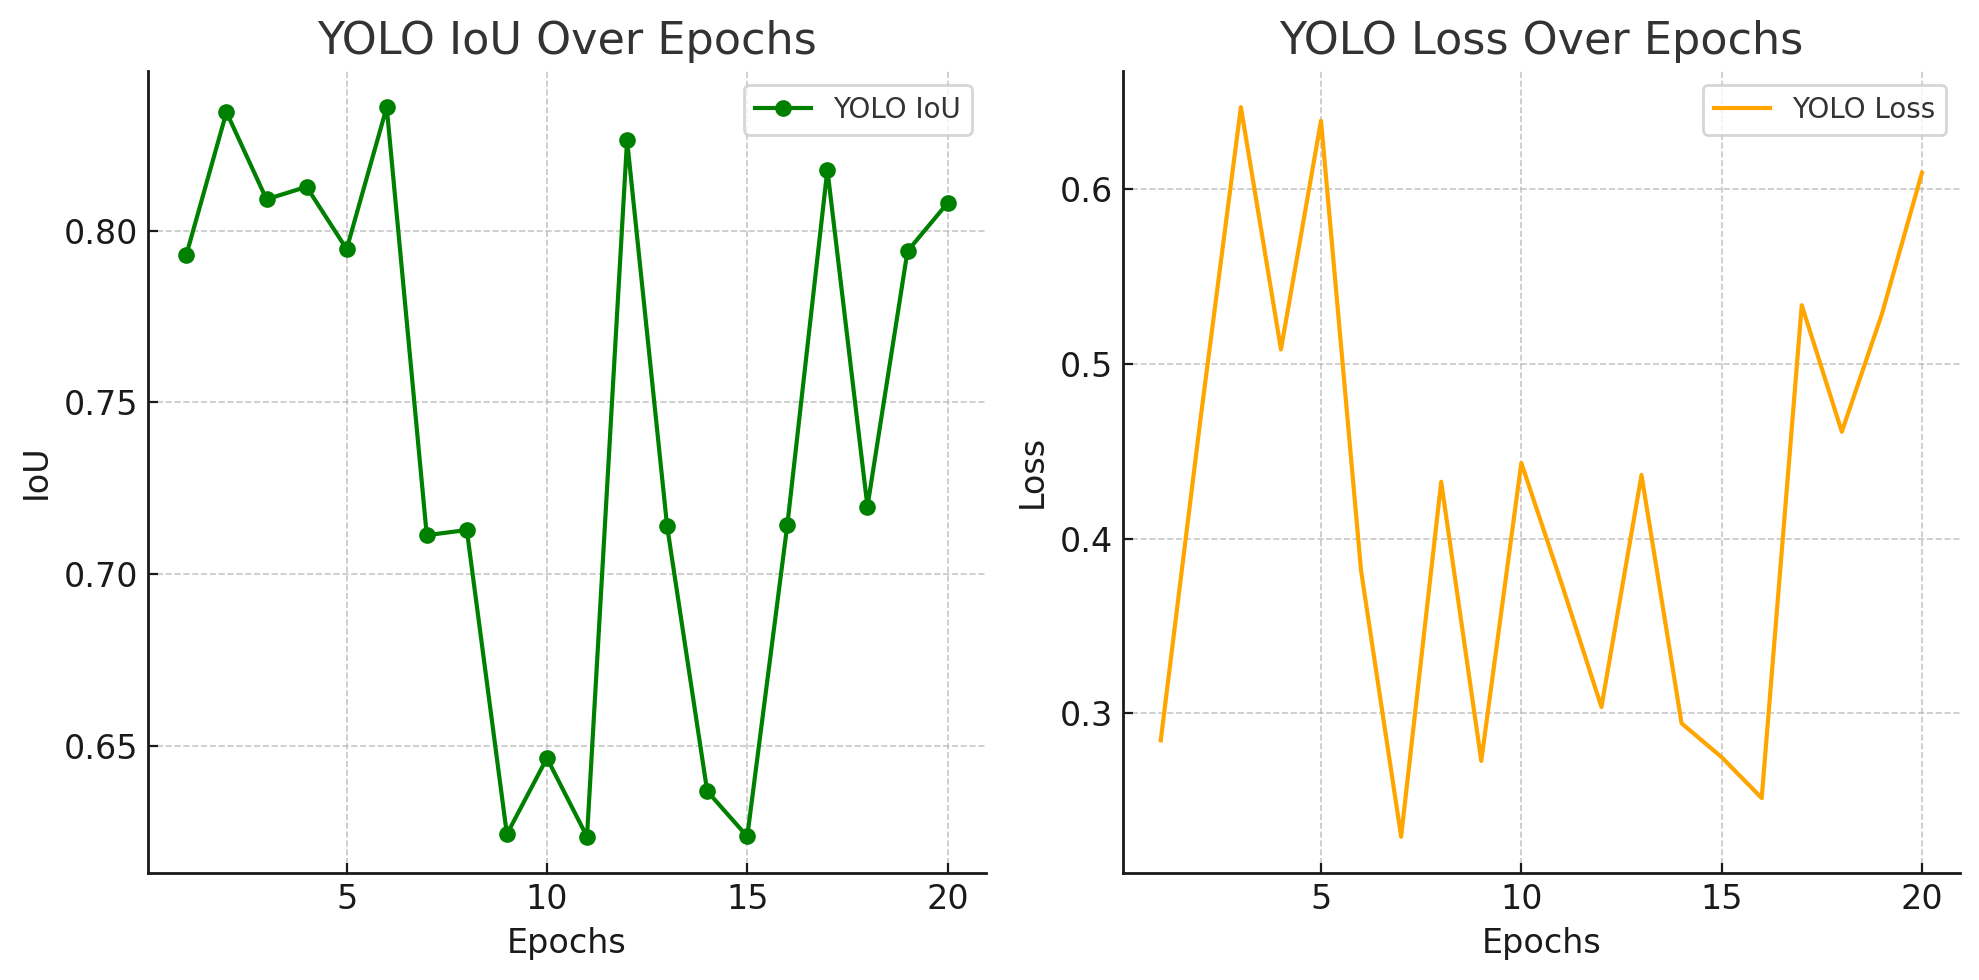 YOLO IoU Over Epochs
YOLO IoU
IoU
0.80
0.75
0.70
0.65
5 10 15 20
Epochs
YOLO Loss Over Epochs
YOLO Loss
Loss
0.6
0.5
0.4
0.3
5 10 15 20
Epochs